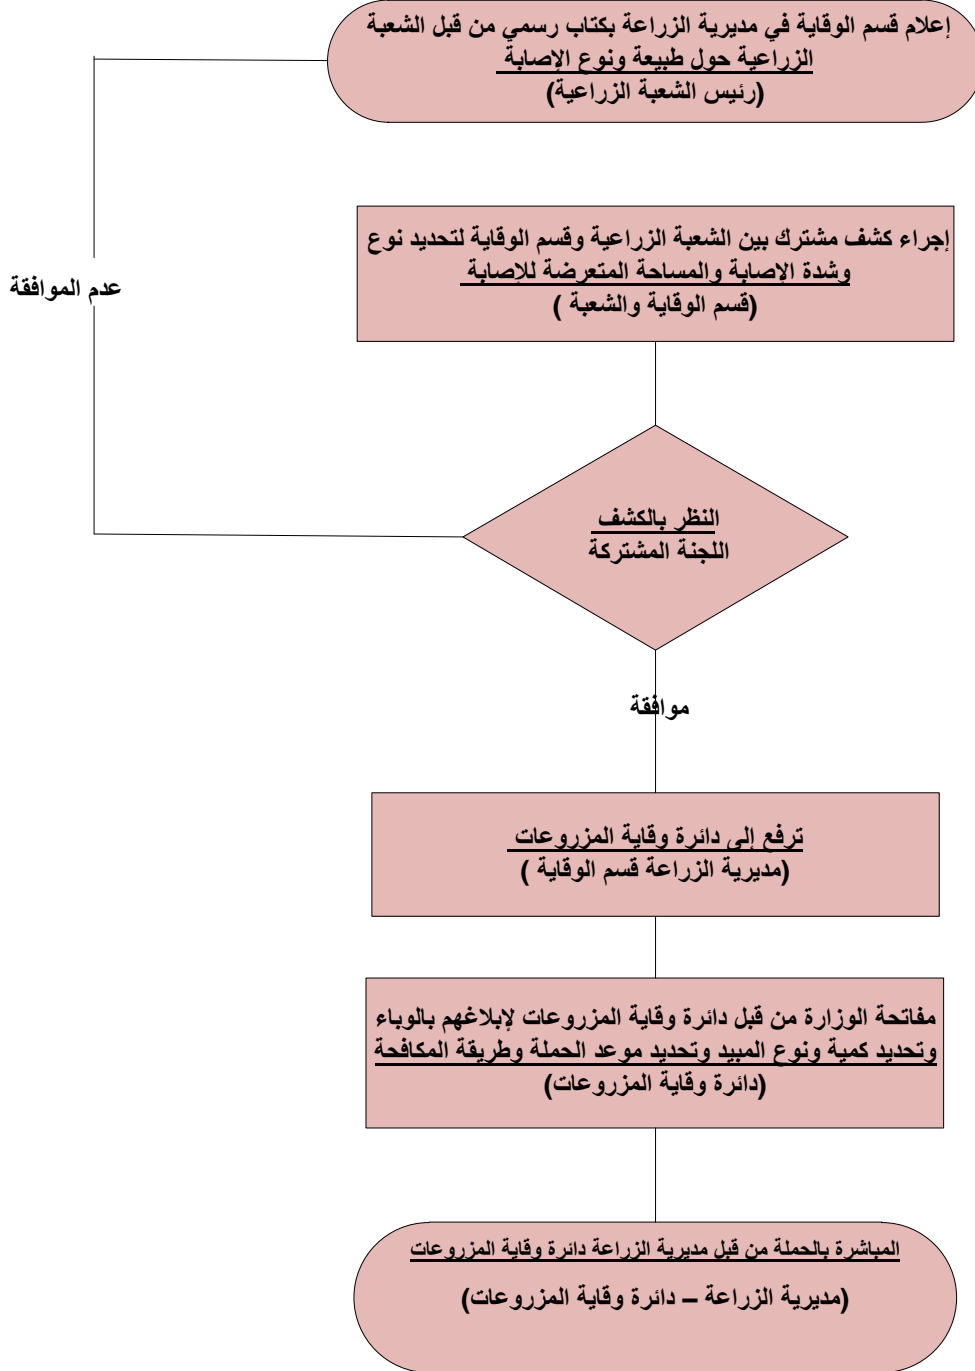 إعلام قسم الوقاية في مديرية الزراعة بكتاب رسمي من قبل الشعبة
الزراعية حول طبيعة ونوع الإصابة
(رئيس الشعبة الزراعية)
إجراء كشف مشترك بين الشعبة الزراعية وقسم الوقاية لتحديد نوع
وشدة الإصابة والمساحة المتعرضة للإصابة
(قسم الوقاية والشعبة )
عدم الموافقة
النظر بالكشف
اللجنة المشتركة
موافقة
ترفع إلى دائرة وقاية المزروعات
(مديرية الزراعة قسم الوقاية )
مفاتحة الوزارة من قبل دائرة وقاية المزروعات لإبلاغهم بالوباء
وتحديد كمية ونوع المبيد وتحديد موعد الحملة وطريقة المكافحة
(دائرة وقاية المزروعات)
المباشرة بالحملة من قبل مديرية الزراعة دائرة وقاية المزروعات
(مديرية الزراعة – دائرة وقاية المزروعات)